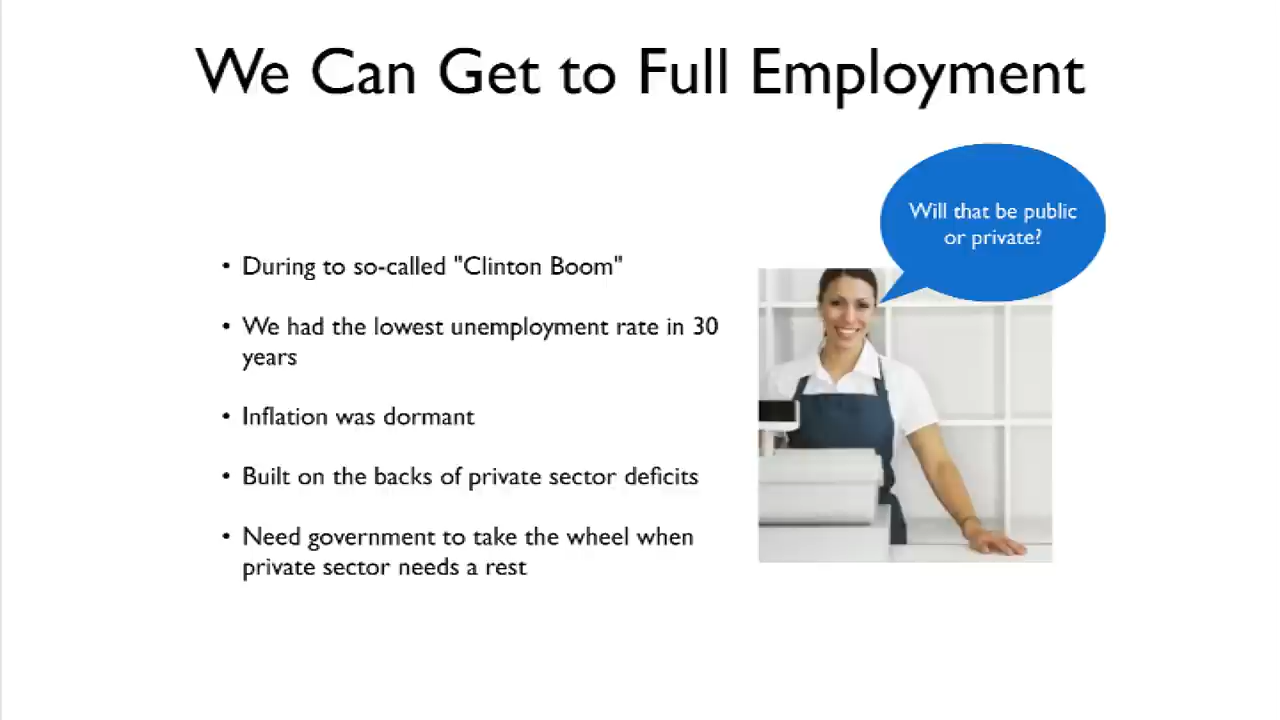 We Can Get to Full Employment
Will that be public
or private?
• During to so-called "Clinton Boom"
• We had the lowest unemployment rate in 30
years
• Inflation was dormant
• Built on the backs of private sector deficits
• Need government to take the wheel when
private sector needs a rest